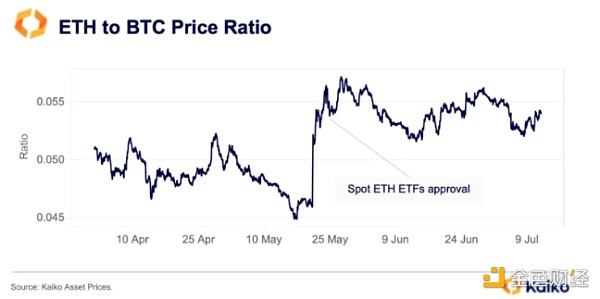 ETH to BTC Price Ratio
Ratio
0.055
0.050
0.045
Spot ETH ETFs approval
10 Apr 25 Apr 10 May 25 May 9 Jun 24 Jun 9 Jul
Source: Kaiko Asset Prices.
金色财经
Kaiko